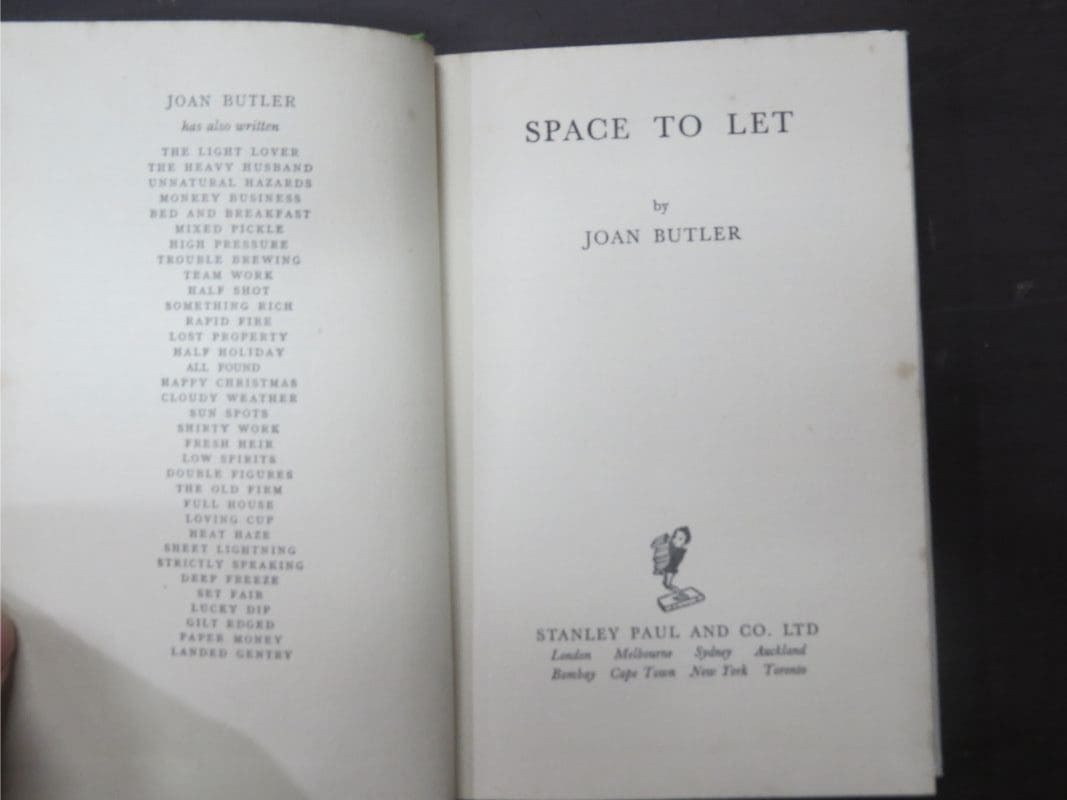 JOAN BUTLER
has also written
THE LIGHT LOVER
THE HEAVY HUSBAND
UNNATURAL HAZARDS
MONKEY BUSINESS
BED AND BREAKFAST
MIXED PICKLE
HIGH PRESSURE
TROUBLE BREWING
TEAM WORK
HALF SHOT
SOMETHING RICH
RAPID FIRE
LOST PROPERTY
HALF HOLIDAY
ALL FOUND
HAPPY CHRISTMAS
CLOUDY WEATHER
SUN SPOTS
SHIRTY WORK
FRESH HEIR
LOW SPIRITS
DOUBLE FIGURES
THE OLD FIRM
FULL HOUSE
LOVING CUP
HEAT HAZE
SHEET LIGHTNING
STRICTLY SPEAKING
DEEP FREEZE
SET FAIR
LUCKY DIP
GILT EDGED
PAPER MONEY
LANDED GENTRY
SPACE TO LET
by
JOAN BUTLER
STANLEY PAUL AND CO. LTD
London Melbourne Sydney Auckland
Bombay Cape Town New York Toronto